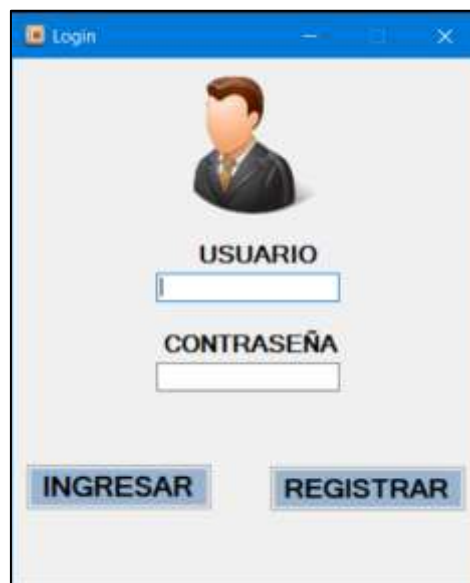 Login
USUARIO
CONTRASEÑA
INGRESAR
REGISTRAR